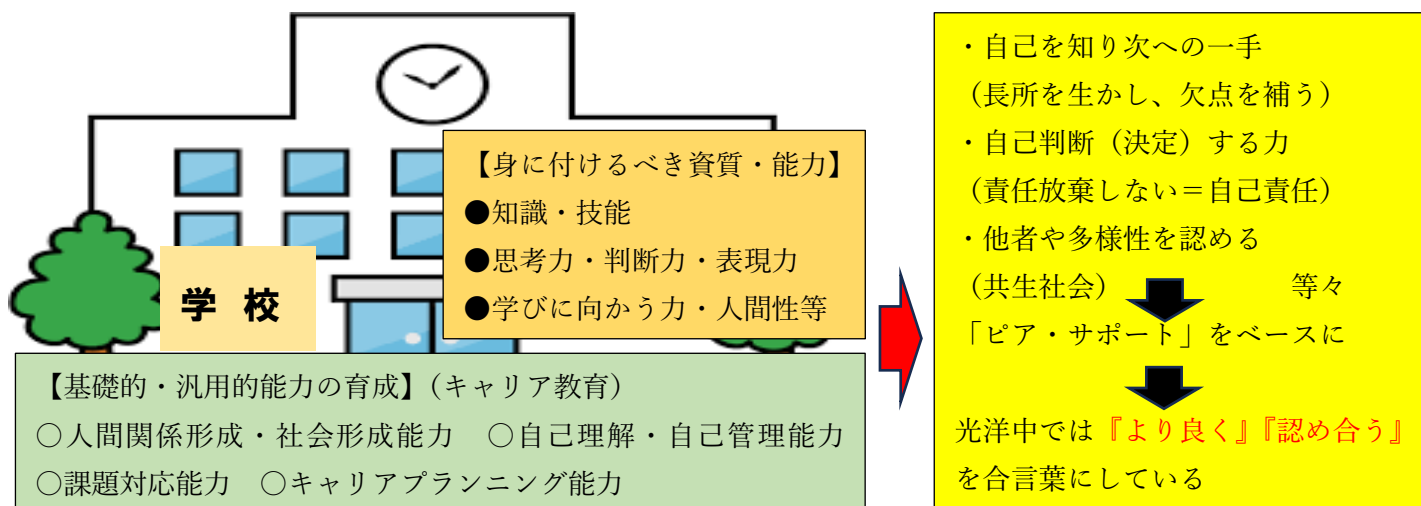 学 校
【身に付けるべき資質・能力】
●知識・技能
●思考力・判断力・表現力
●学びに向かう力・人間性等
【基礎的・汎用的能力の育成】(キャリア教育)
○人間関係形成・社会形成能力　○自己理解・自己管理能力
○課題対応能力　○キャリアプランニング能力
・自己を知り次への一手
（長所を生かし、欠点を補う）
・自己判断（決定）する力
（責任放棄しない＝自己責任）
・他者や多様性を認める
（共生社会）　等々
「ピア・サポート」をベースに
光洋中では『より良く』『認め合う』
を合言葉にしている